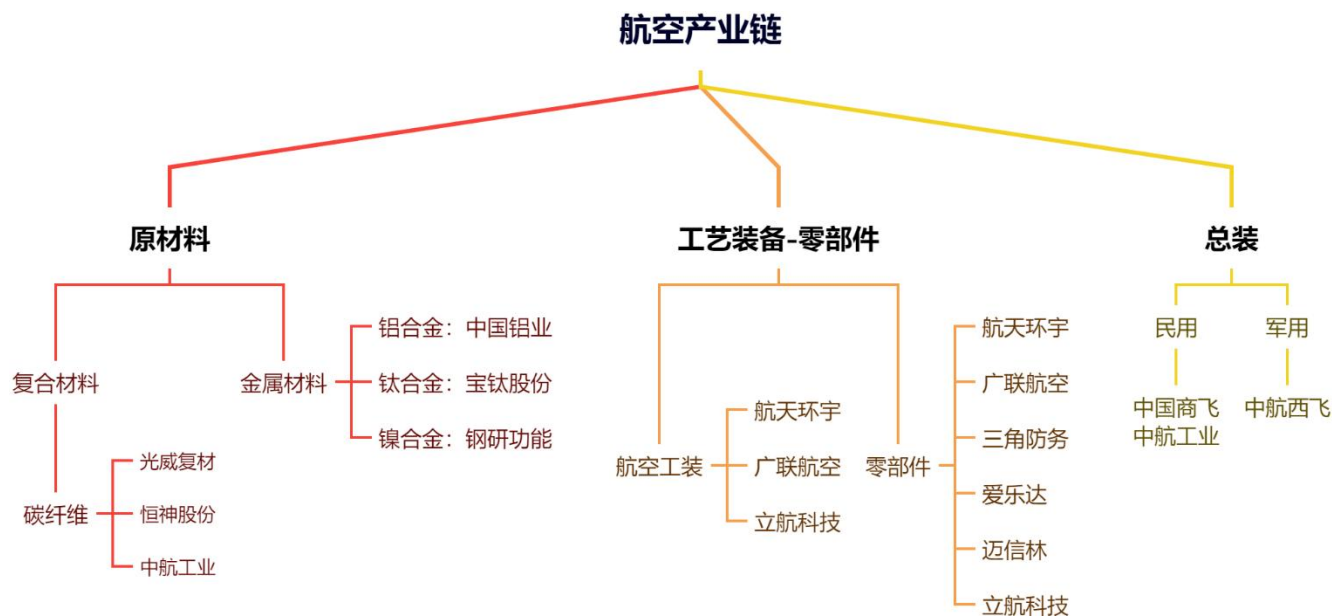 航空产业链
原材料
复合材料
碳纤维
光威复材
恒神股份
中航工业
金属材料
铝合金：中国铝业
钛合金：宝钛股份
镍合金：钢研功能
工艺装备-零部件
航空工装
航天环宇
广联航空
立航科技
零部件
航天环宇
广联航空
三角防务
爱乐达
迈信林
立航科技
总装
民用
中国商飞
中航工业
军用
中航西飞